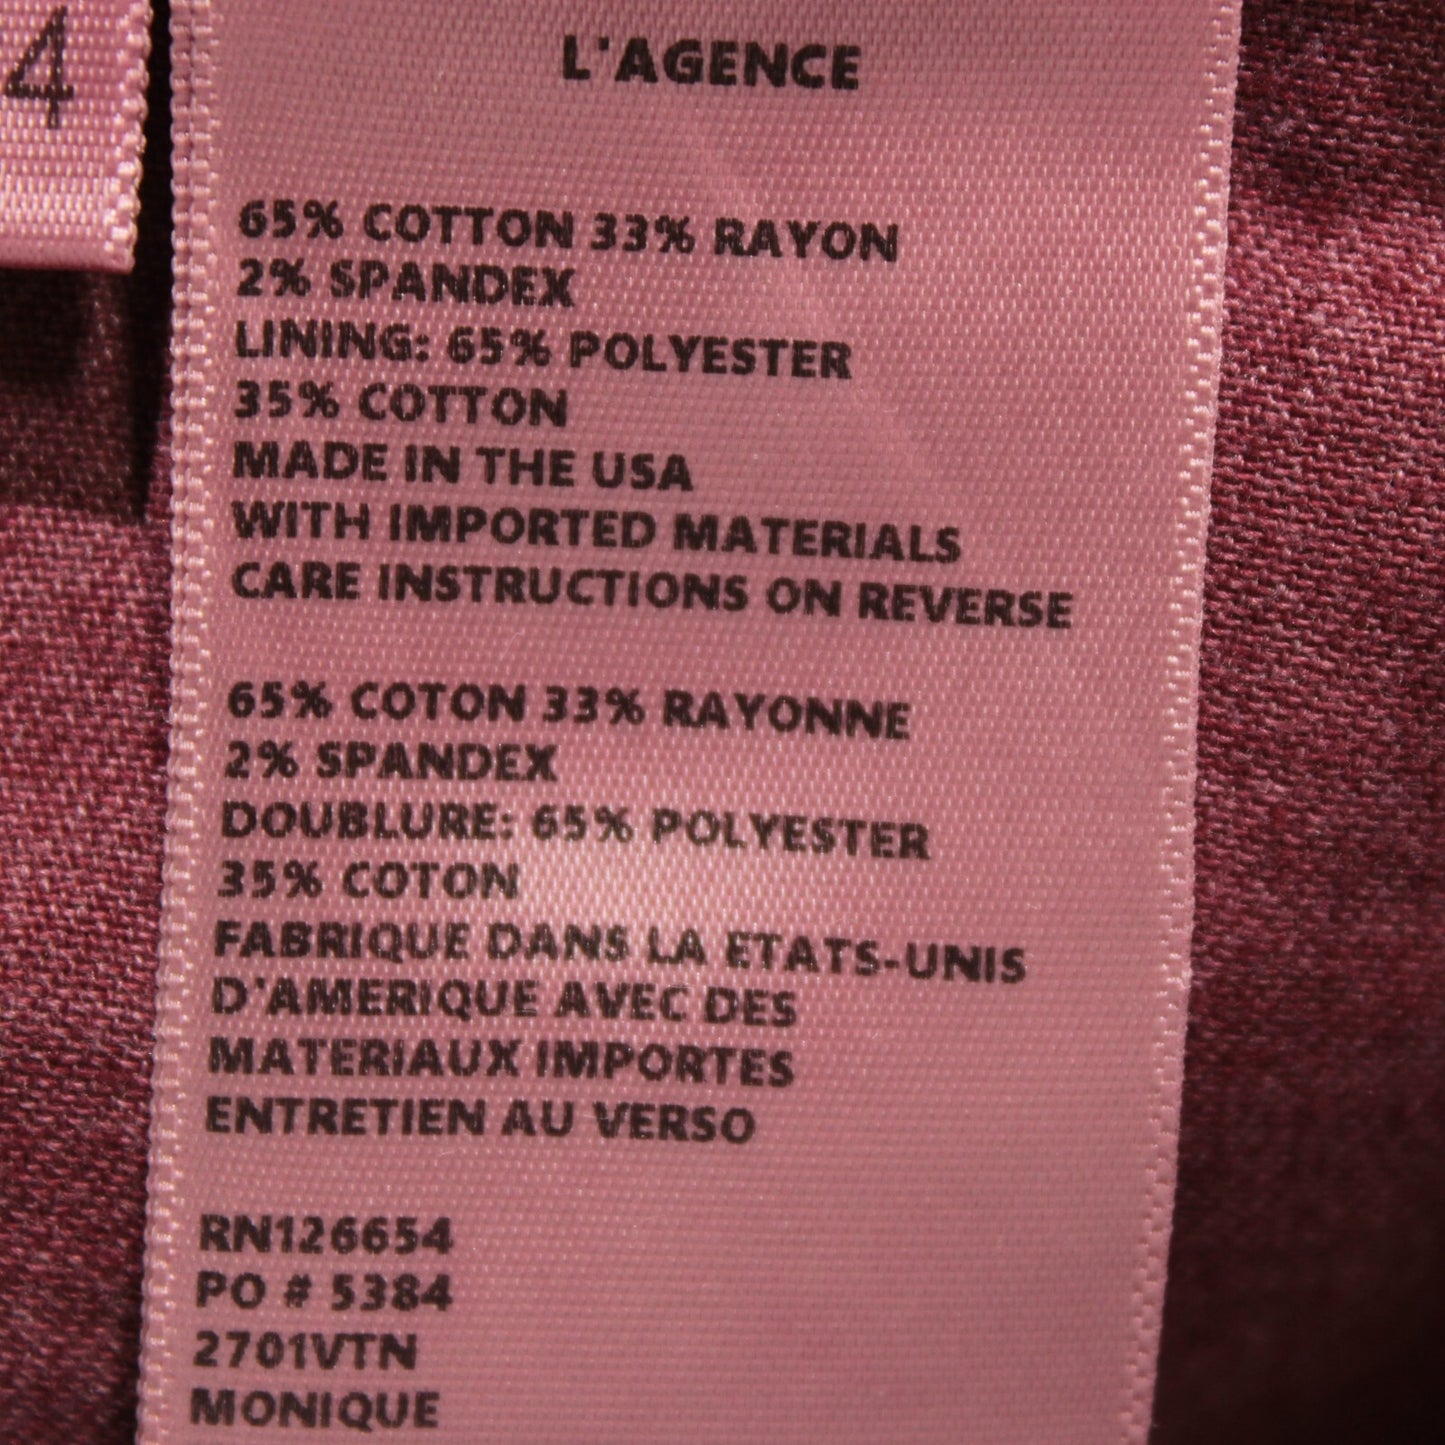 4
L'AGENCE
65% COTTON 33% RAYON
2% SPANDEX
LINING: 65% POLYESTER
35% COTTON
MADE IN THE USA
WITH IMPORTED MATERIALS
CARE INSTRUCTIONS ON REVERSE
65% COTON 33% RAYONNE
2% SPANDEX
DOUBLURE: 65% POLYESTER
35% COTON
FABRIQUE DANS LA ETATS-UNIS
D'AMERIQUE AVEC DES
MATERIAUX IMPORTES
ENTRETIEN AU VERSO
RN126654
PO # 5384
2701VTN
MONIQUE